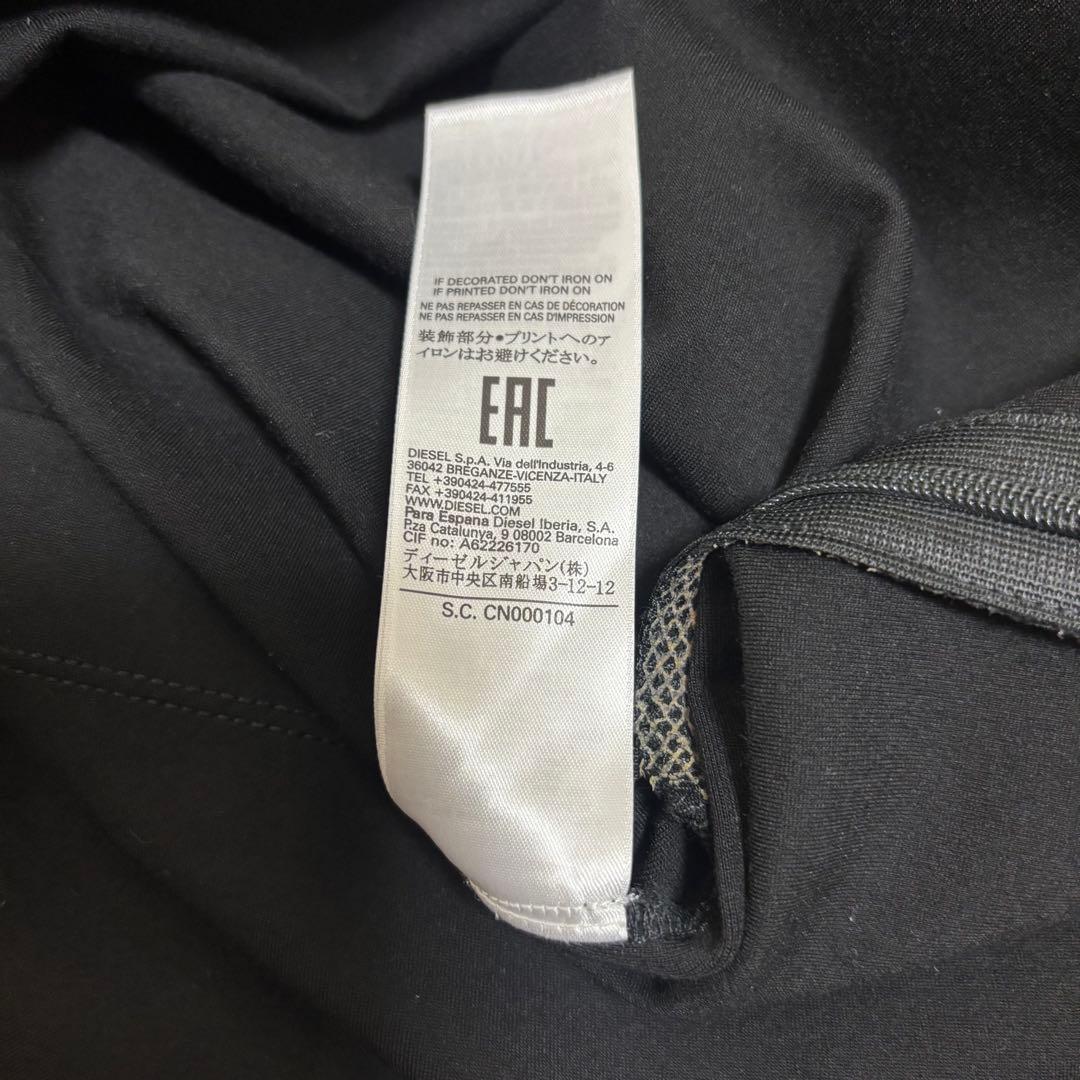 IF DECORATED DON'T IRON ON
IF PRINTED DON'T IRON ON
NE PAS REPASSER EN CAS DE DÉCORATION
NE PAS REPASSER EN CAS D'IMPRESSION
装飾部分●プリントへのア
イロンはお避けください。
EAC
DIESEL S.p.A. Via dell'Industria, 4-6
36042 BREGANZE-VICENZA-ITALY
TEL +390424-477555
FAX +390424-411955
WWW.DIESEL.COM
Para Espana Diesel Iberia, S.A.
P.za Catalunya, 9 08002 Barcelona
CIF no: A62226170
ディーゼルジャパン(株)
大阪市中央区南船場3-12-12
S.C. CN000104